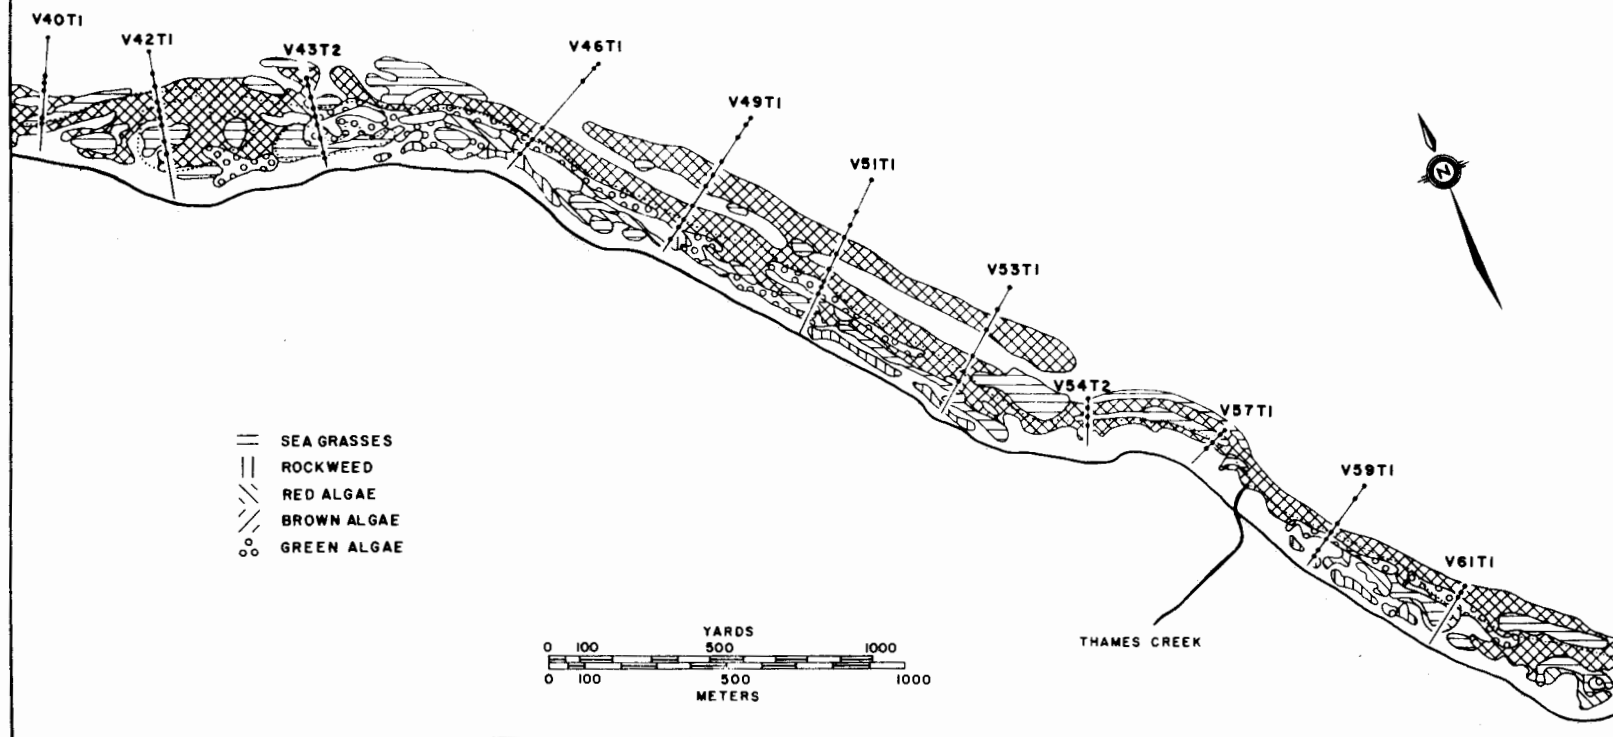 V40T1
V42T1
V43T2
V46T1
V49T1
V51T1
V53T1
V54T2
V57T1
V59T1
V61T1
N
SEA GRASSES
ROCKWEED
RED ALGAE
BROWN ALGAE
GREEN ALGAE
THAMES CREEK
YARDS
0 100 500 1000
0 100 500 1000
METERS